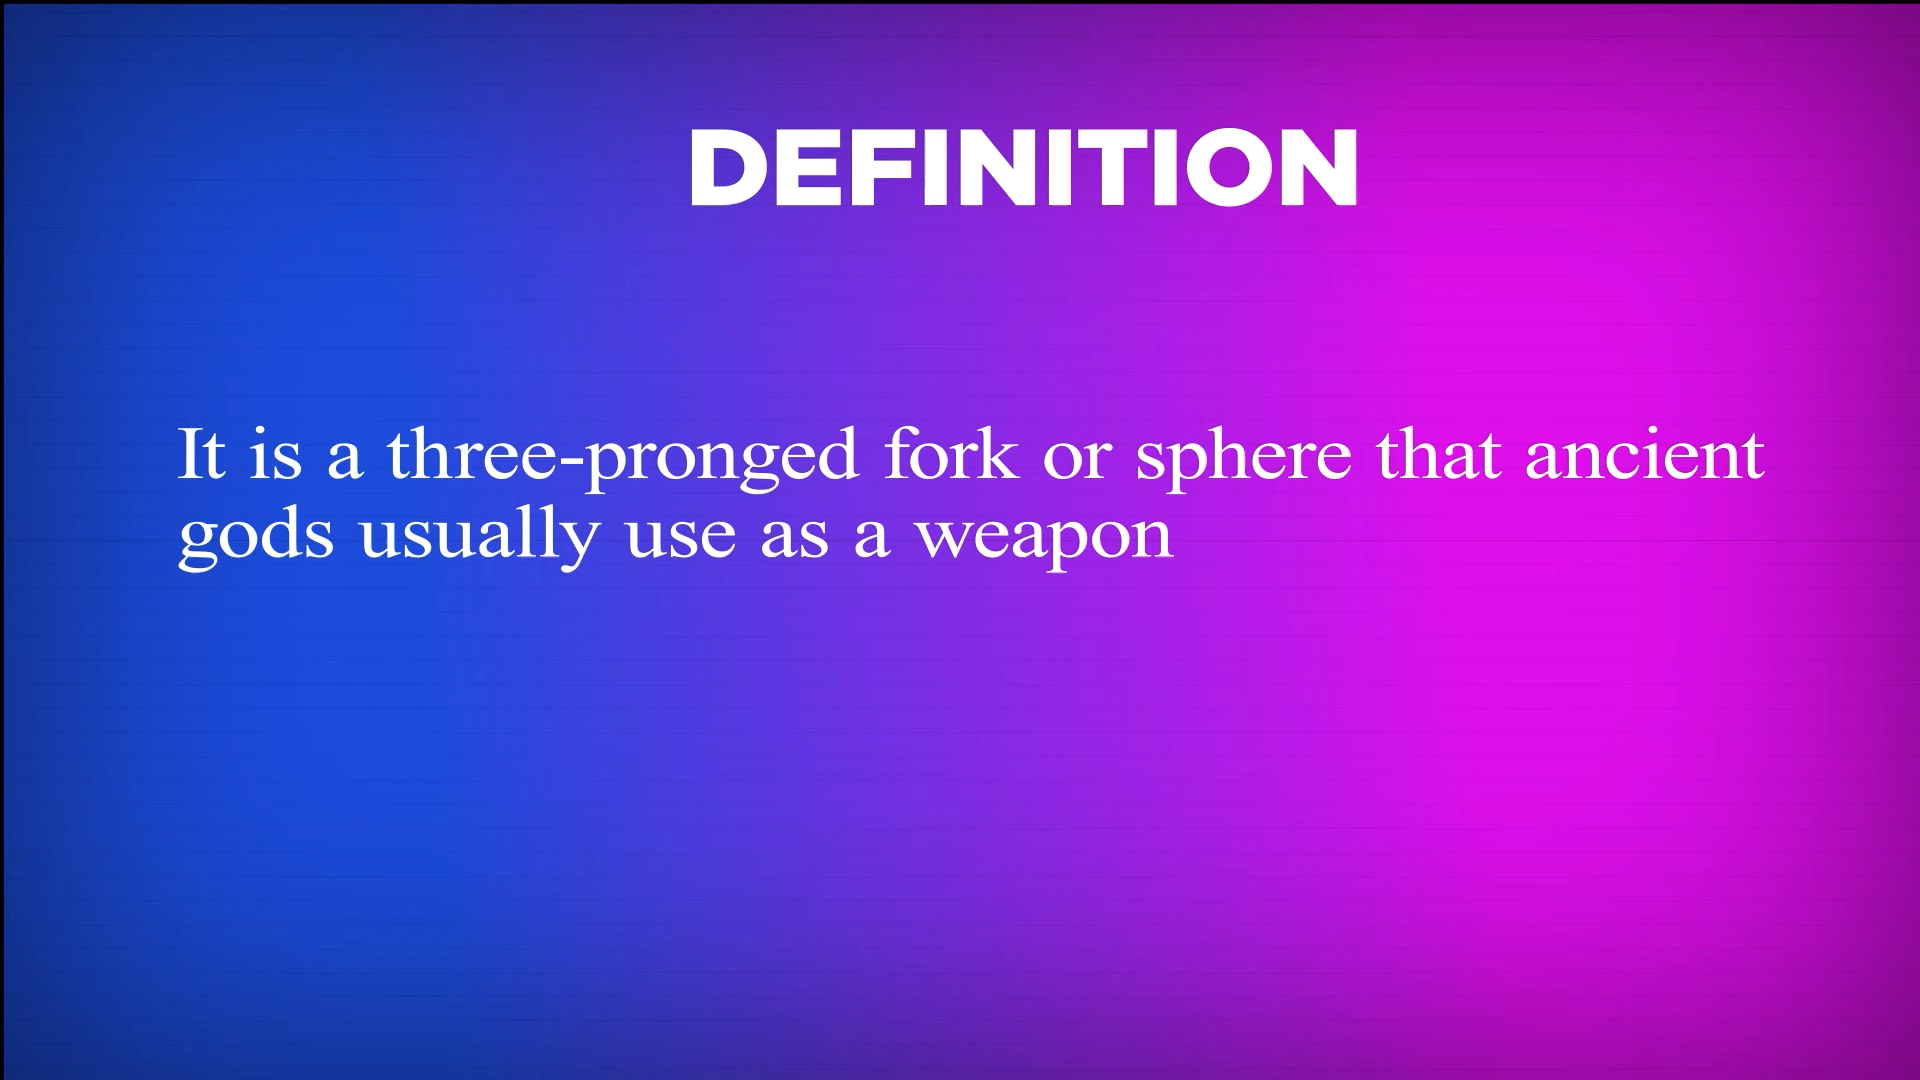 DEFINITION
It is a three-pronged fork or sphere that ancient
gods usually use as a weapon